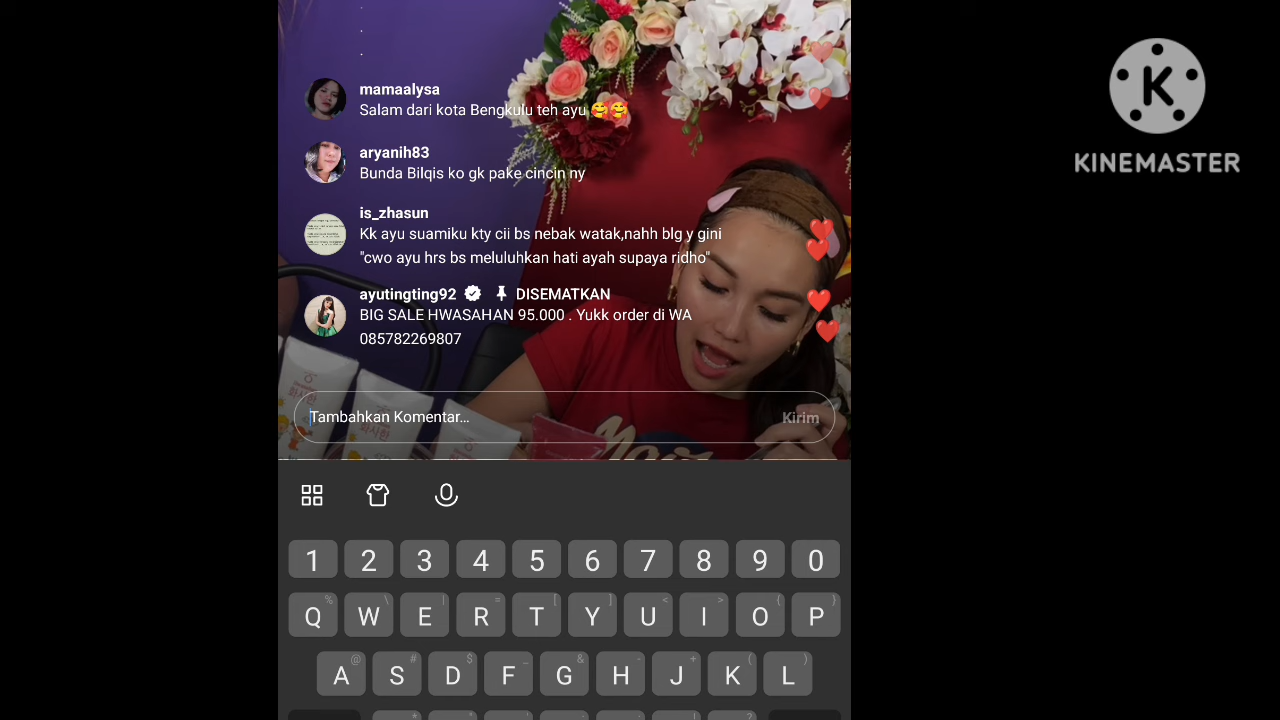 mamaalysa
Salam dari kota Bengkulu teh ayu 🥰🥰
aryanih83
Bunda Bilqis ko gk pake cincin ny
is_zhasun
Kk ayu suamiku kty cii bs nebak watak,nahh blg y gini
"cwo ayu hrs bs meluluhkan hati ayah supaya ridho"
ayutingting92 DISEMATKAN
BIG SALE HWASAHAN 95.000 . Yukk order di WA
085782269807
Tambahkan Komentar... Kirim
1 2 3 4 5 6 7 8 9 0
Q W E R T Y U I O P
A S D F G H J K L
K
KINEMASTER